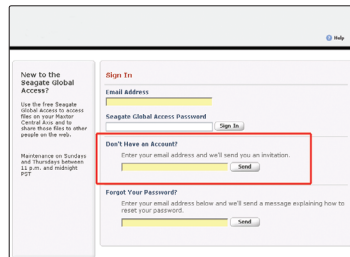 Help
New to the
Seagate Global
Access?
Use the free Seagate
Global Access to access
files on your Maxtor
Central Axis and to
share those files to other
people on the web.
Maintenance on Sundays
and Thursdays between
11 p.m. and midnight
PST
Sign In
Email Address
Seagate Global Access Password
Sign In
Don't Have an Account?
Enter your email address and we'll send you an invitation.
Send
Forgot Your Password?
Enter your email address below and we'll send a message explaining how to
reset your password.
Send